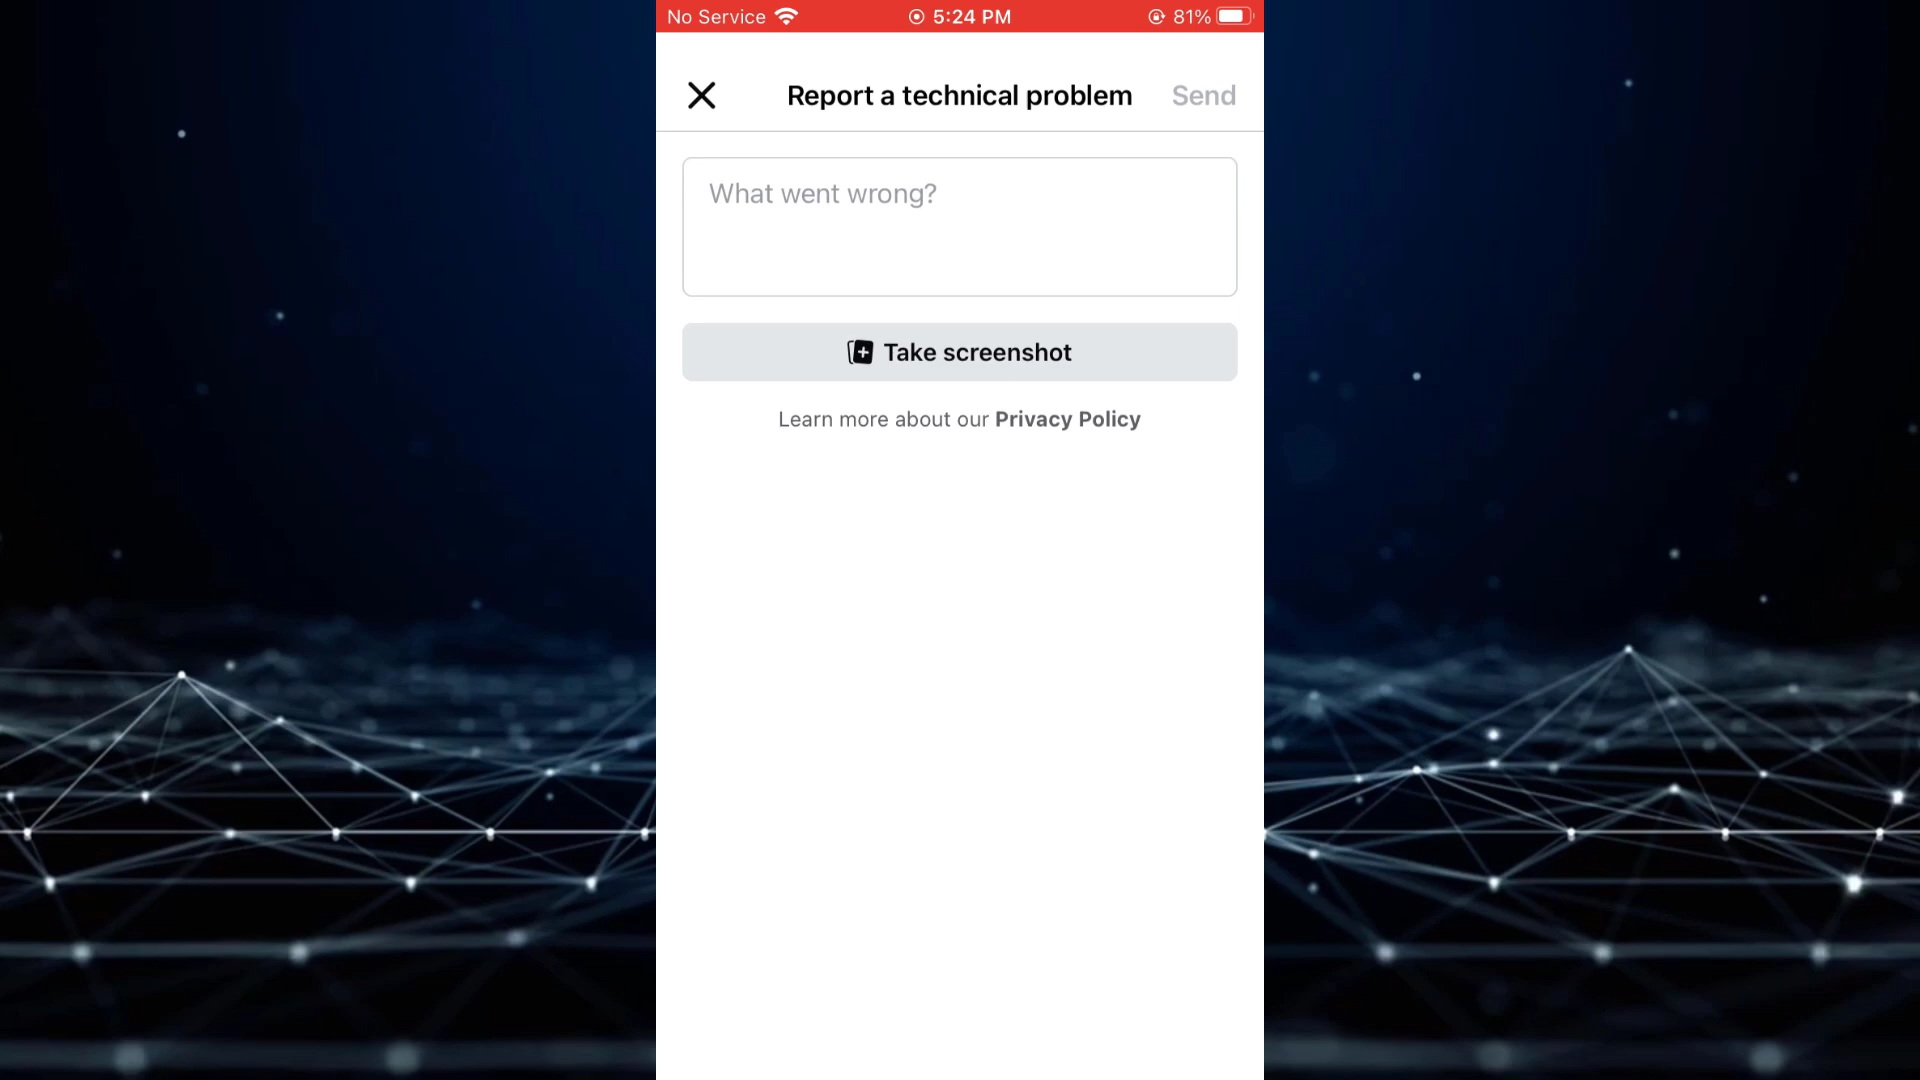 No Service 5:24 PM 81%
Report a technical problem Send
What went wrong?
Take screenshot
Learn more about our Privacy Policy